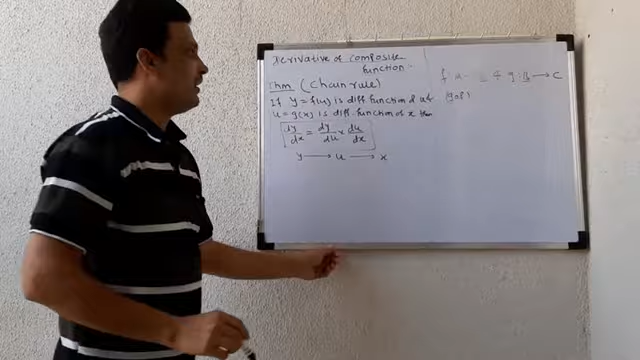 Derivative of composite
function:-
Thm (chain rule)
If y = f(u) is diff function of u &
u = g(x) is diff. function of x then
dy/dx = dy/du × du/dx
y ⟶ u ⟶ x
f & g : B ⟶ C
(gof)